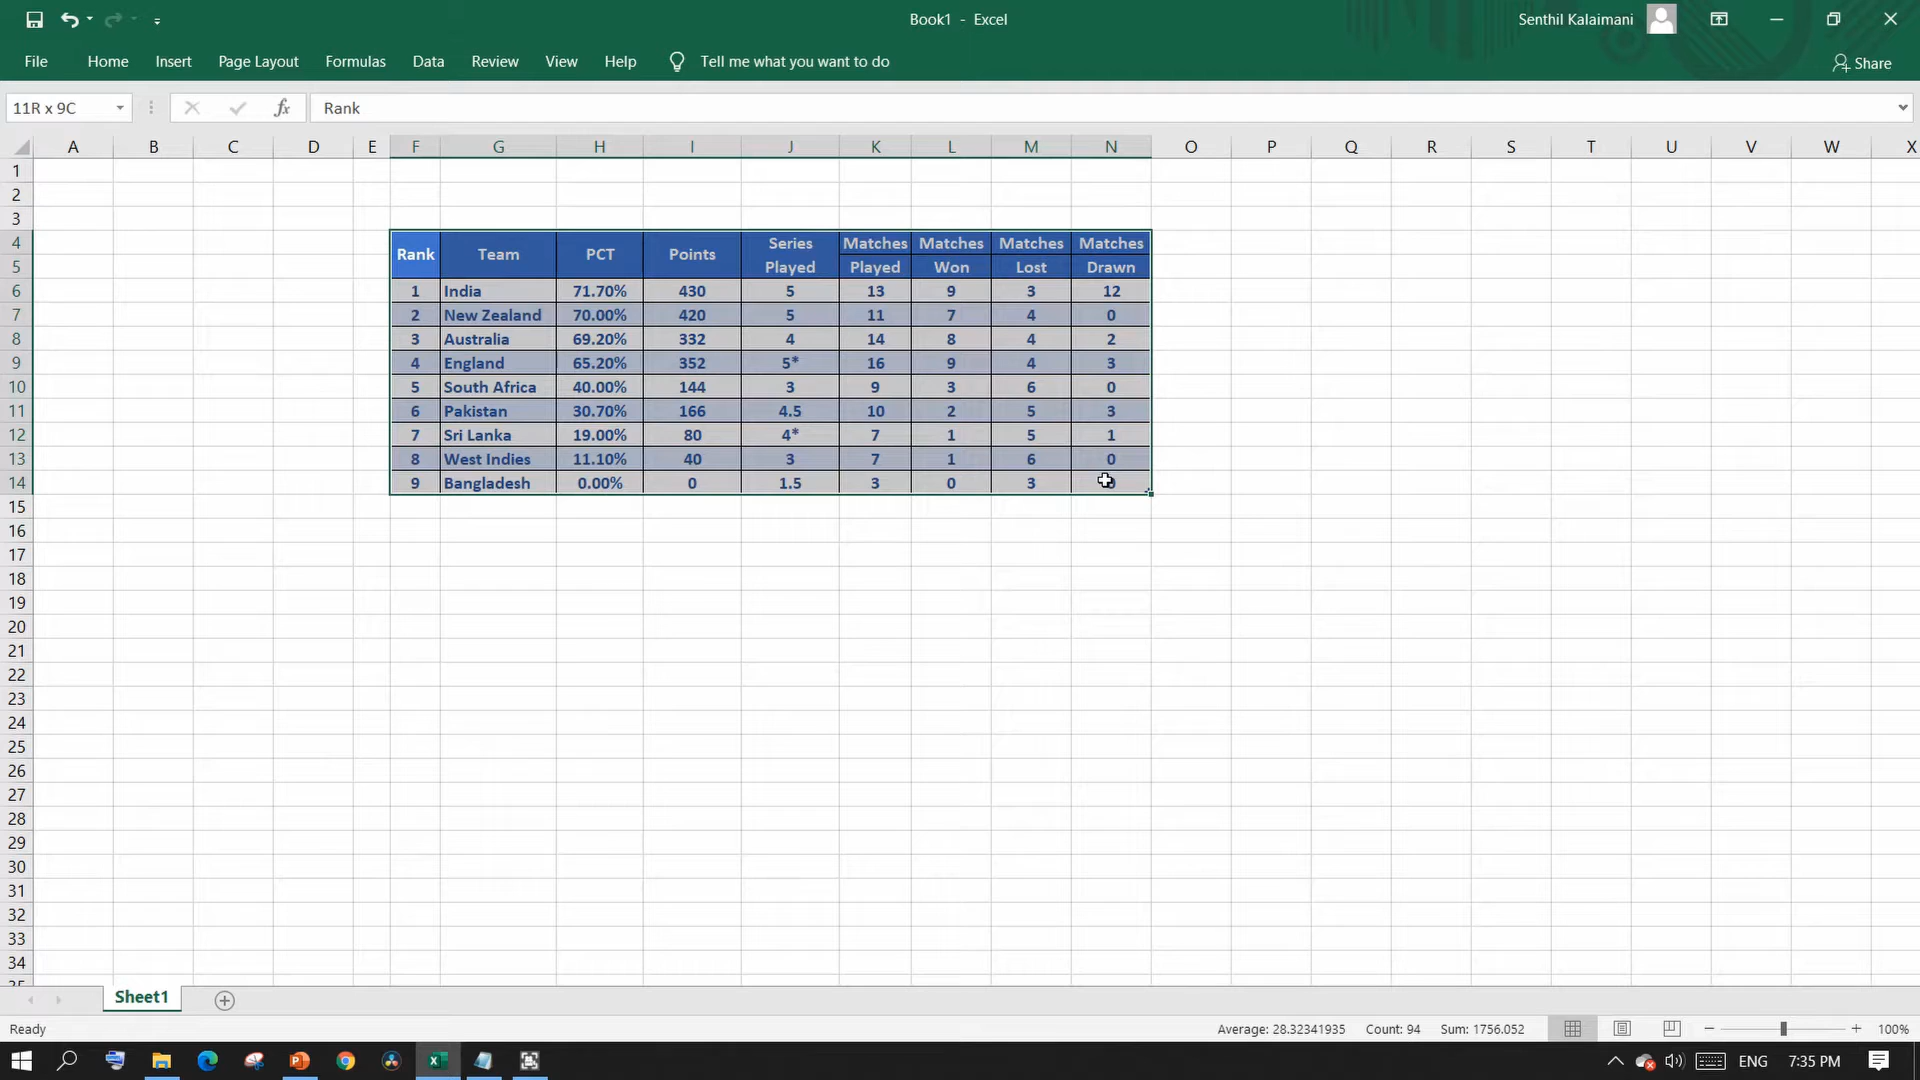 Book1 - Excel
Senthil Kalaimani
File Home Insert Page Layout Formulas Data Review View Help Tell me what you want to do
Share
11R x 9C fx Rank
A B C D E F G H I J K L M N O P Q R S T U V W X
1
2
3
4 Rank Team PCT Points Series Matches Matches Matches Matches
5 Played Played Won Lost Drawn
6 1 India 71.70% 430 5 13 9 3 12
7 2 New Zealand 70.00% 420 5 11 7 4 0
8 3 Australia 69.20% 332 4 14 8 4 2
9 4 England 65.20% 352 5* 16 9 4 3
10 5 South Africa 40.00% 144 3 9 3 6 0
11 6 Pakistan 30.70% 166 4.5 10 2 5 3
12 7 Sri Lanka 19.00% 80 4* 7 1 5 1
13 8 West Indies 11.10% 40 3 7 1 6 0
14 9 Bangladesh 0.00% 0 1.5 3 0 3
15
16
17
18
19
20
21
22
23
24
25
26
27
28
29
30
31
32
33
34
Sheet1
Ready Average: 28.32341935 Count: 94 Sum: 1756.052 100%
ENG 7:35 PM